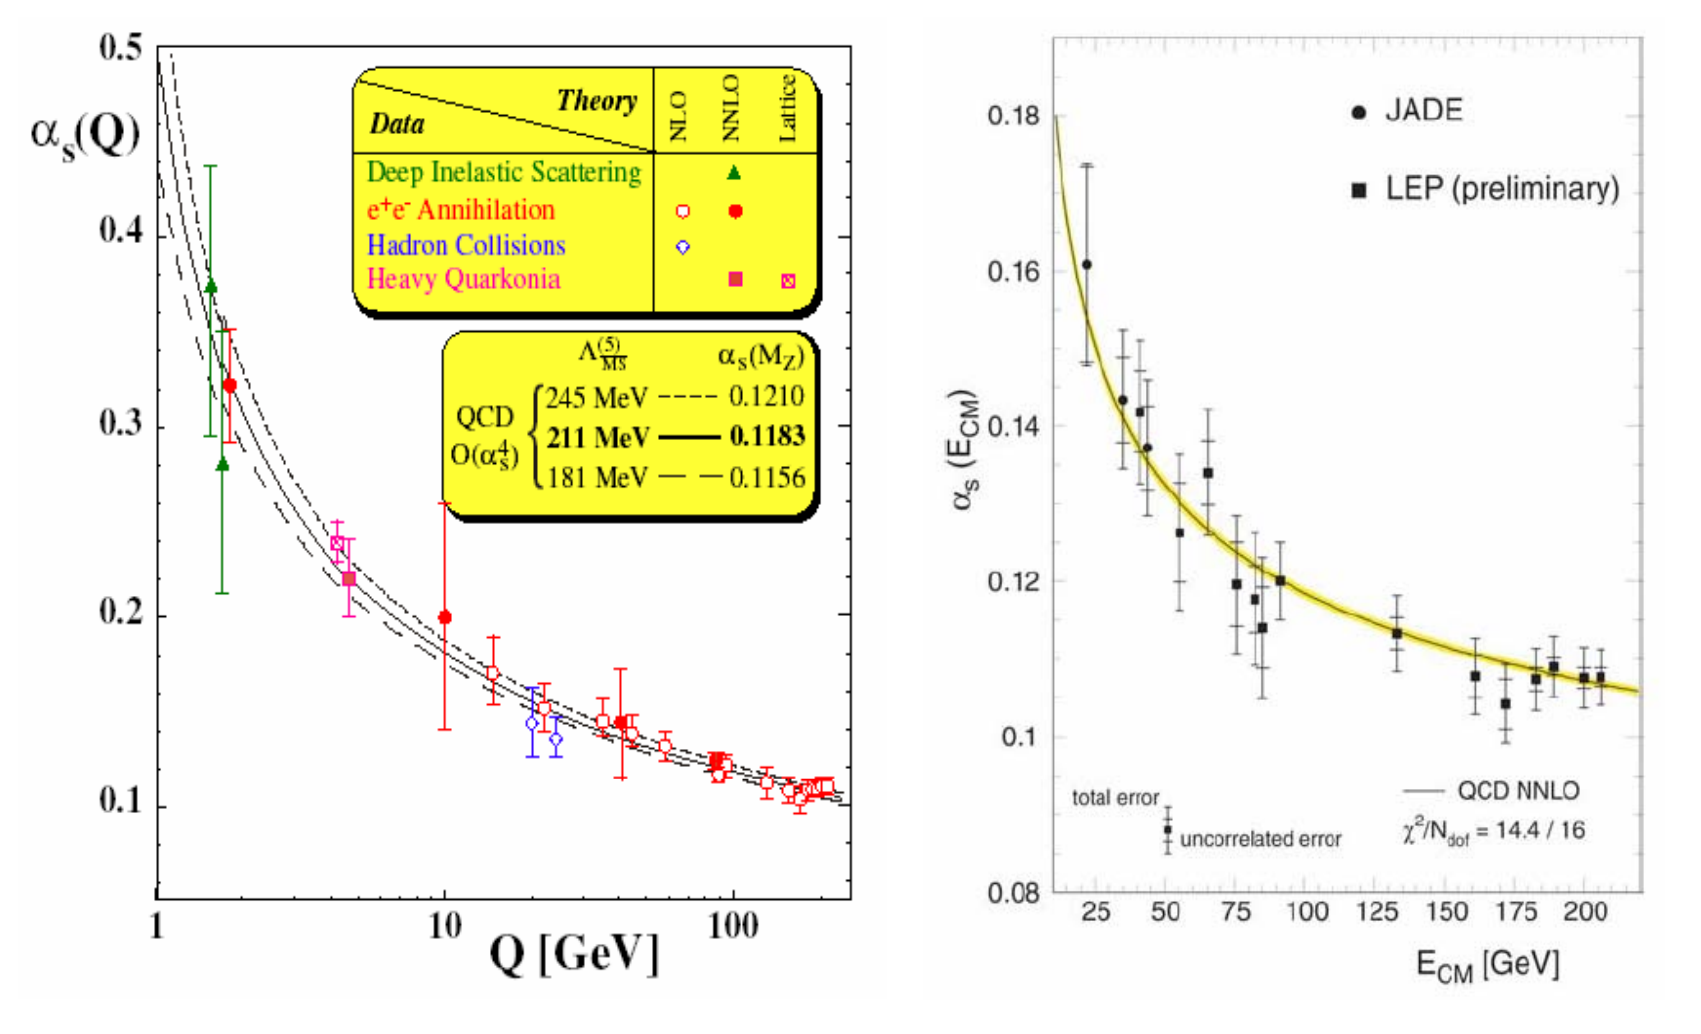 0.5
α_s(Q)
0.4
0.3
0.2
0.1
1 10 100
Q [GeV]
Theory
Data
NLO
NNLO
Lattice
Deep Inelastic Scattering
e⁺e⁻ Annihilation
Hadron Collisions
Heavy Quarkonia
Λ_MS^(5) α_s(M_Z)
QCD
O(α_s^4)
245 MeV 0.1210
211 MeV 0.1183
181 MeV 0.1156
0.18
0.16
0.14
0.12
0.1
0.08
α_s (E_CM)
JADE
LEP (preliminary)
total error
uncorrelated error
QCD NNLO
χ²/N_dof = 14.4 / 16
25 50 75 100 125 150 175 200
E_CM [GeV]